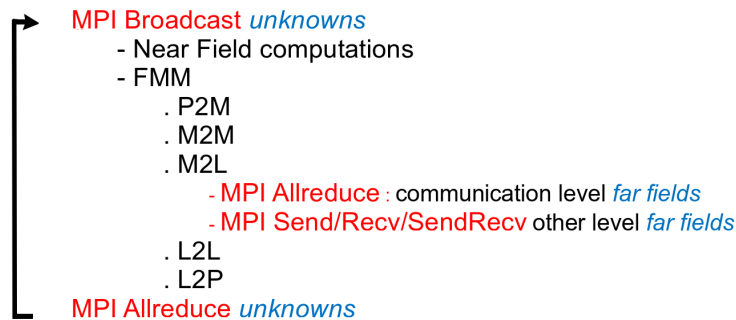 MPI Broadcast unknowns
- Near Field computations
- FMM
. P2M
. M2M
. M2L
- MPI Allreduce : communication level far fields
- MPI Send/Recv/SendRecv other level far fields
. L2L
. L2P
MPI Allreduce unknowns